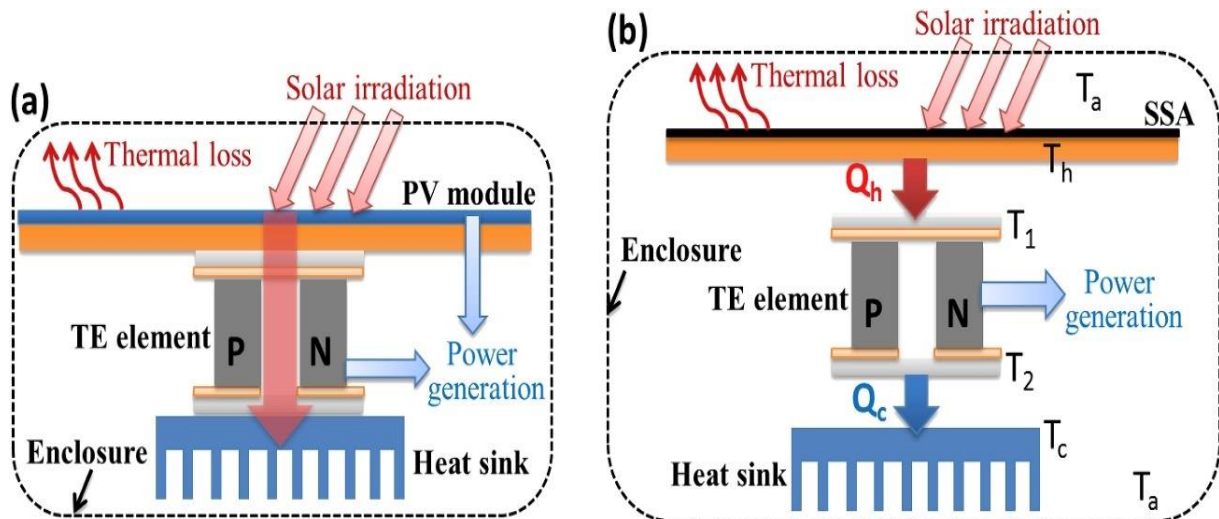 (a)
Solar irradiation
Thermal loss
PV module
TE element
P
N
Power
generation
Enclosure
Heat sink
(b)
Solar irradiation
Thermal loss
Ta
SSA
Th
Qh
T1
Enclosure
TE element
P
N
Power
generation
T2
Qc
Tc
Heat sink
Ta